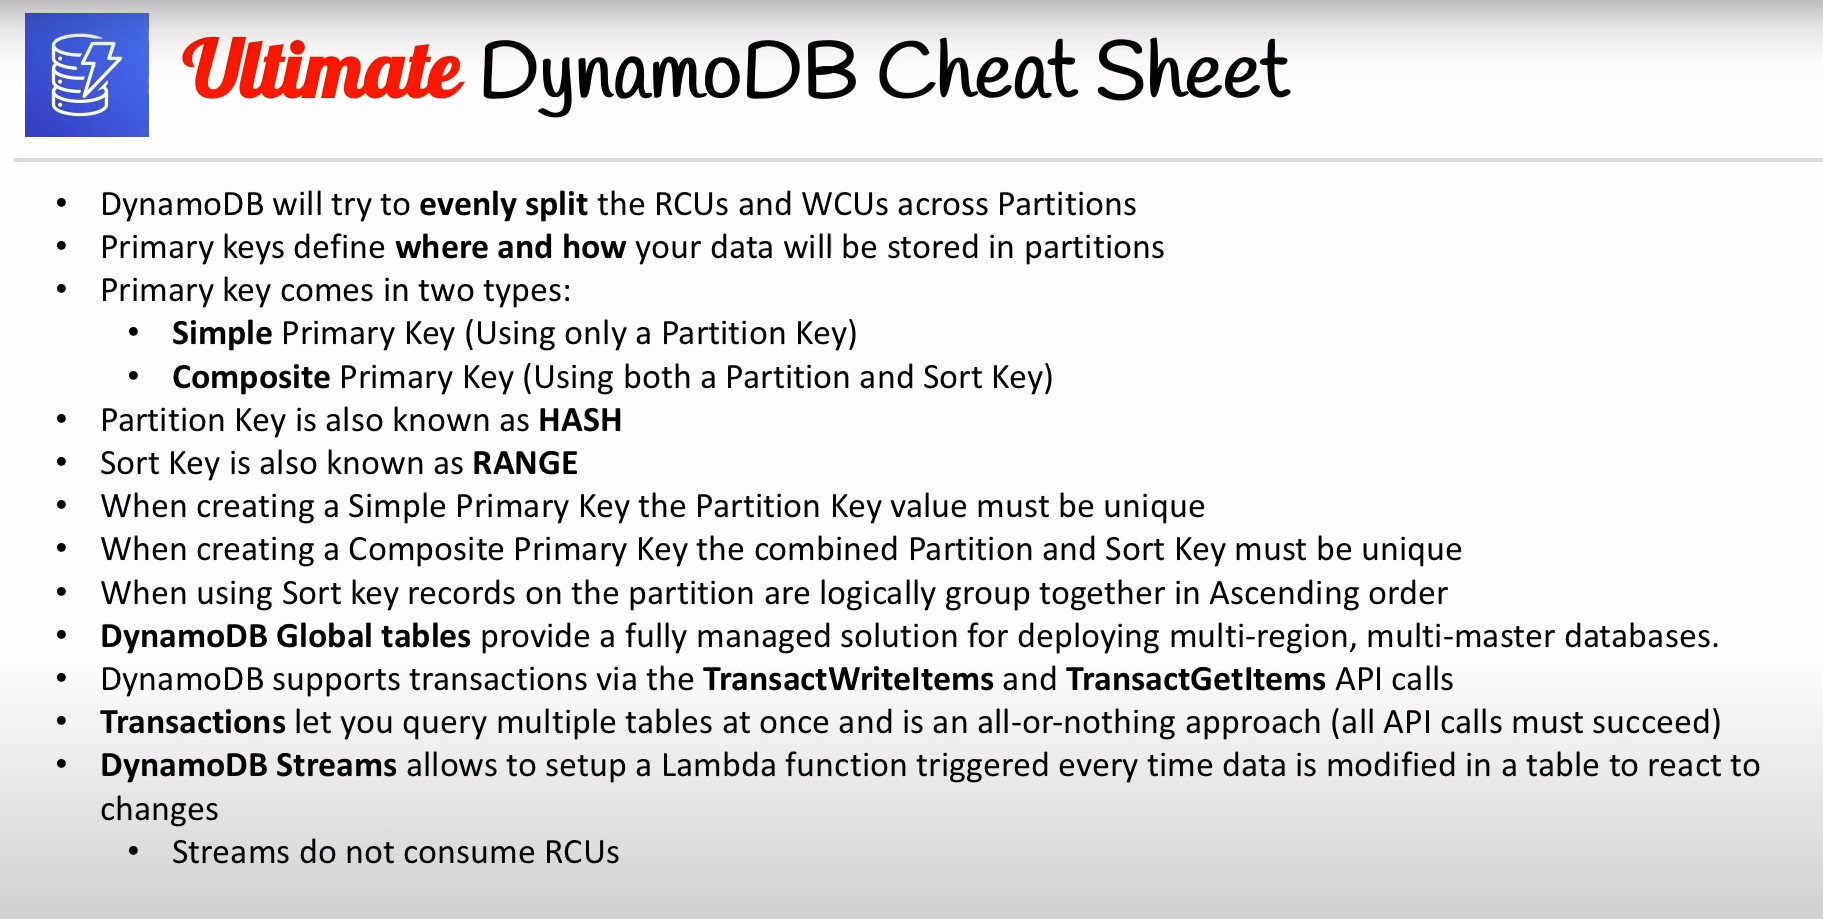 Ultimate DynamoDB Cheat Sheet
• DynamoDB will try to evenly split the RCUs and WCUs across Partitions
• Primary keys define where and how your data will be stored in partitions
• Primary key comes in two types:
• Simple Primary Key (Using only a Partition Key)
• Composite Primary Key (Using both a Partition and Sort Key)
• Partition Key is also known as HASH
• Sort Key is also known as RANGE
• When creating a Simple Primary Key the Partition Key value must be unique
• When creating a Composite Primary Key the combined Partition and Sort Key must be unique
• When using Sort key records on the partition are logically group together in Ascending order
• DynamoDB Global tables provide a fully managed solution for deploying multi-region, multi-master databases.
• DynamoDB supports transactions via the TransactWriteItems and TransactGetItems API calls
• Transactions let you query multiple tables at once and is an all-or-nothing approach (all API calls must succeed)
• DynamoDB Streams allows to setup a Lambda function triggered every time data is modified in a table to react to
changes
• Streams do not consume RCUs